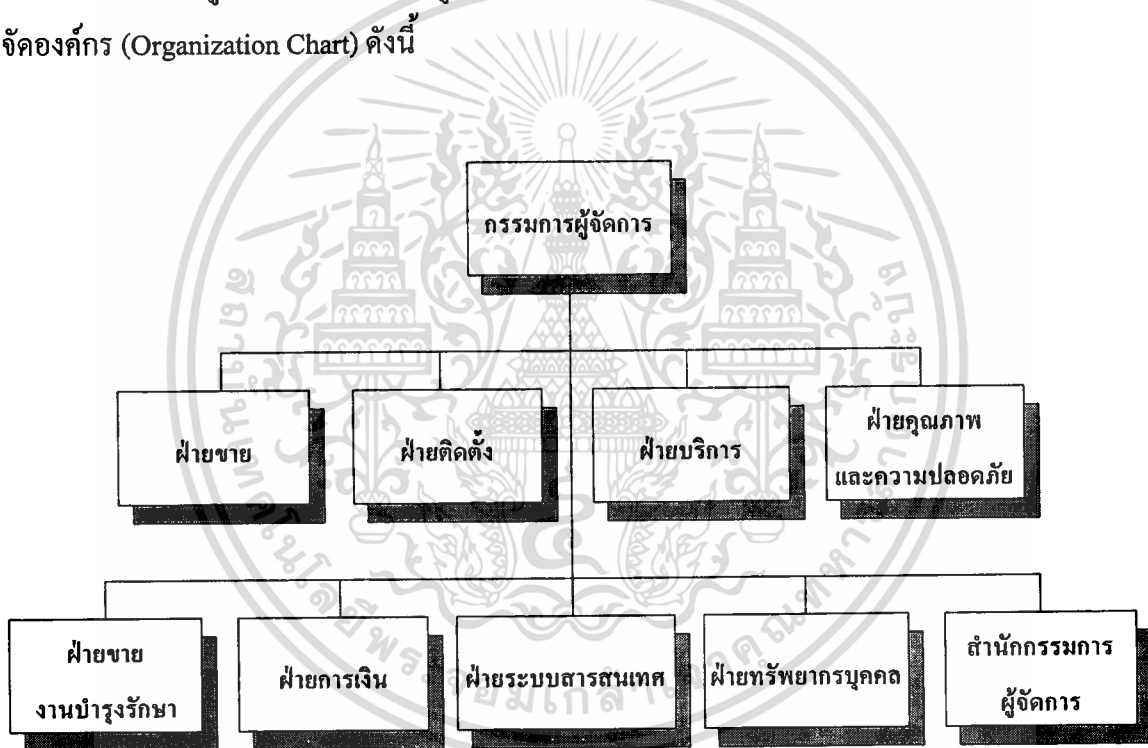 จัดองค์กร (Organization Chart) ดังนี้
กรรมการผู้จัดการ
ฝ่ายขาย
ฝ่ายติดตั้ง
ฝ่ายบริการ
ฝ่ายคุณภาพ
และความปลอดภัย
ฝ่ายขาย
งานบำรุงรักษา
ฝ่ายการเงิน
ฝ่ายระบบสารสนเทศ
ฝ่ายทรัพยากรบุคคล
สำนักกรรมการ
ผู้จัดการ